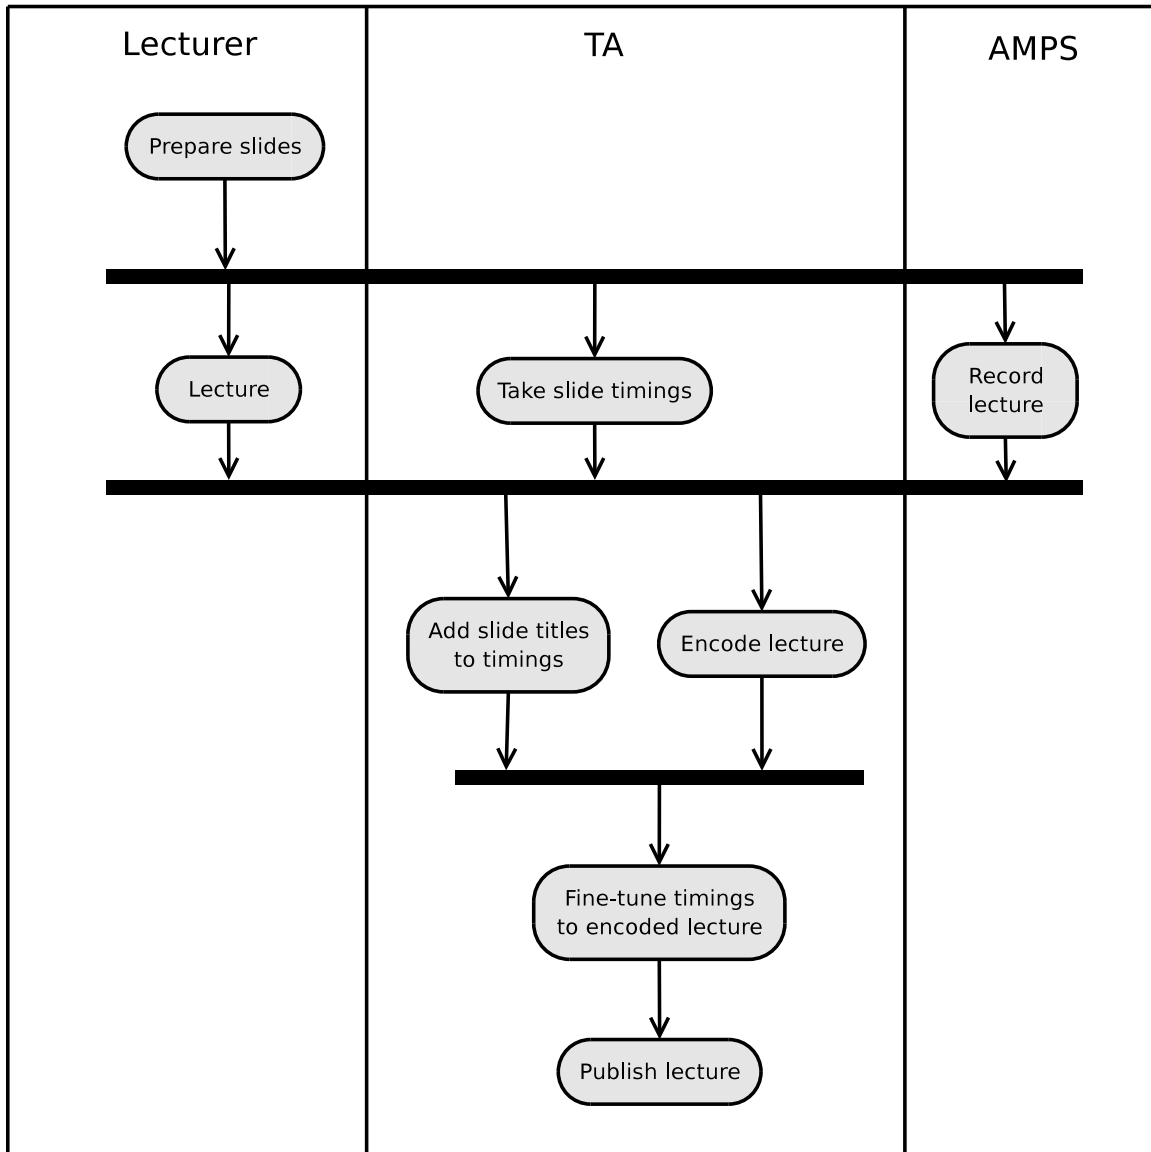 Lecturer
TA
AMPS
Prepare slides
Lecture
Take slide timings
Record
lecture
Add slide titles
to timings
Encode lecture
Fine-tune timings
to encoded lecture
Publish lecture